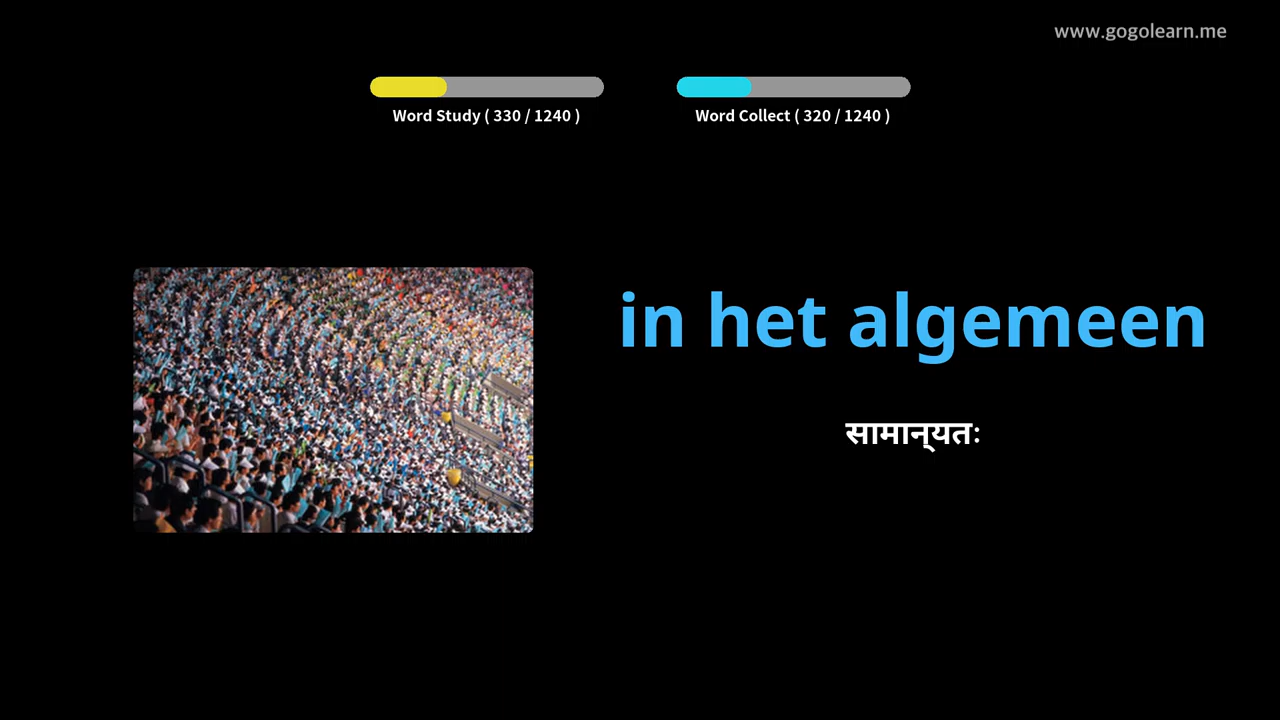 www.gogolearn.me
Word Study ( 330 / 1240 )
Word Collect ( 320 / 1240 )
in het algemeen
सामान्यतः